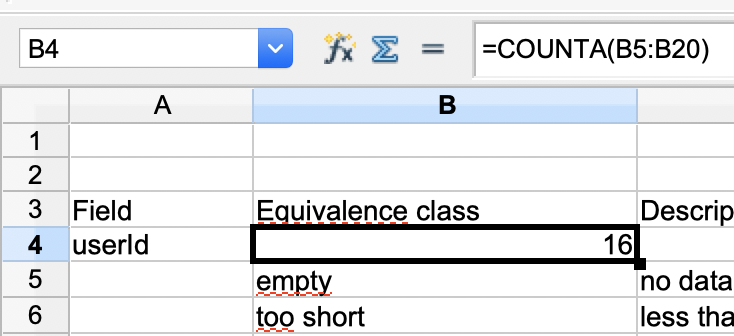 B4 fx Σ = =COUNTA(B5:B20)
A B
1
2
3 Field Equivalence class Descrip
4 userId 16
5 empty no data
6 too short less tha